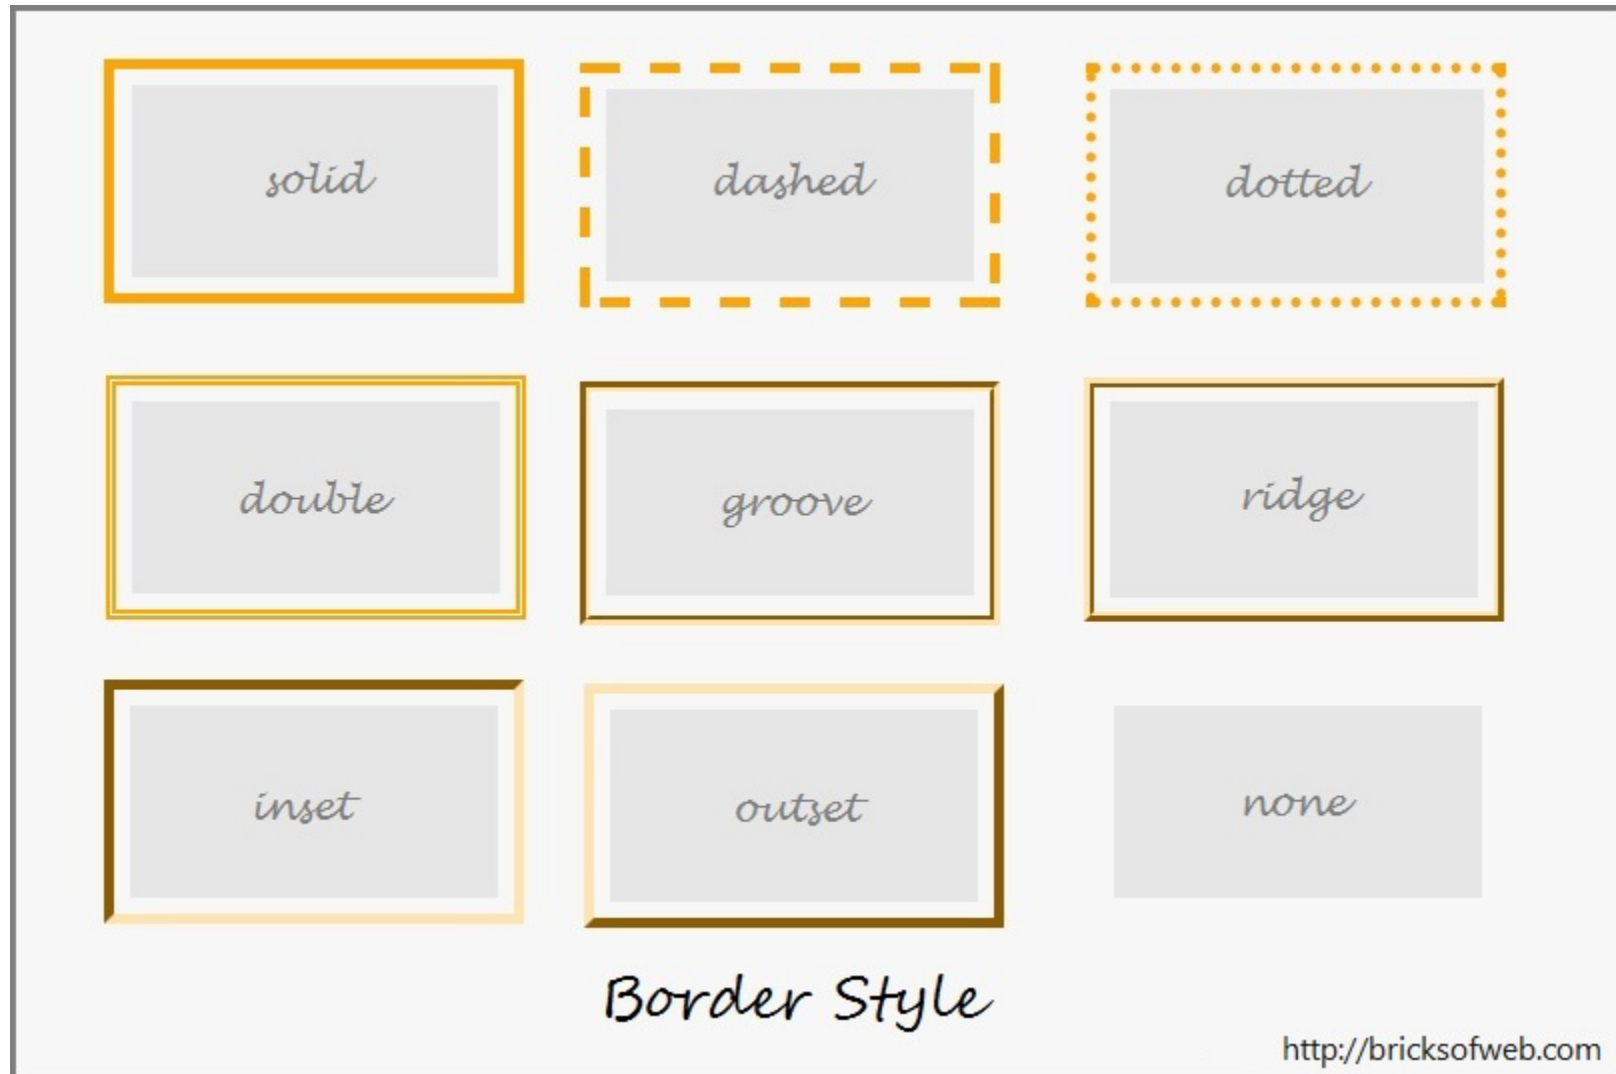 solid
dashed
dotted
double
groove
ridge
inset
outset
none
Border Style
http://bricksofweb.com